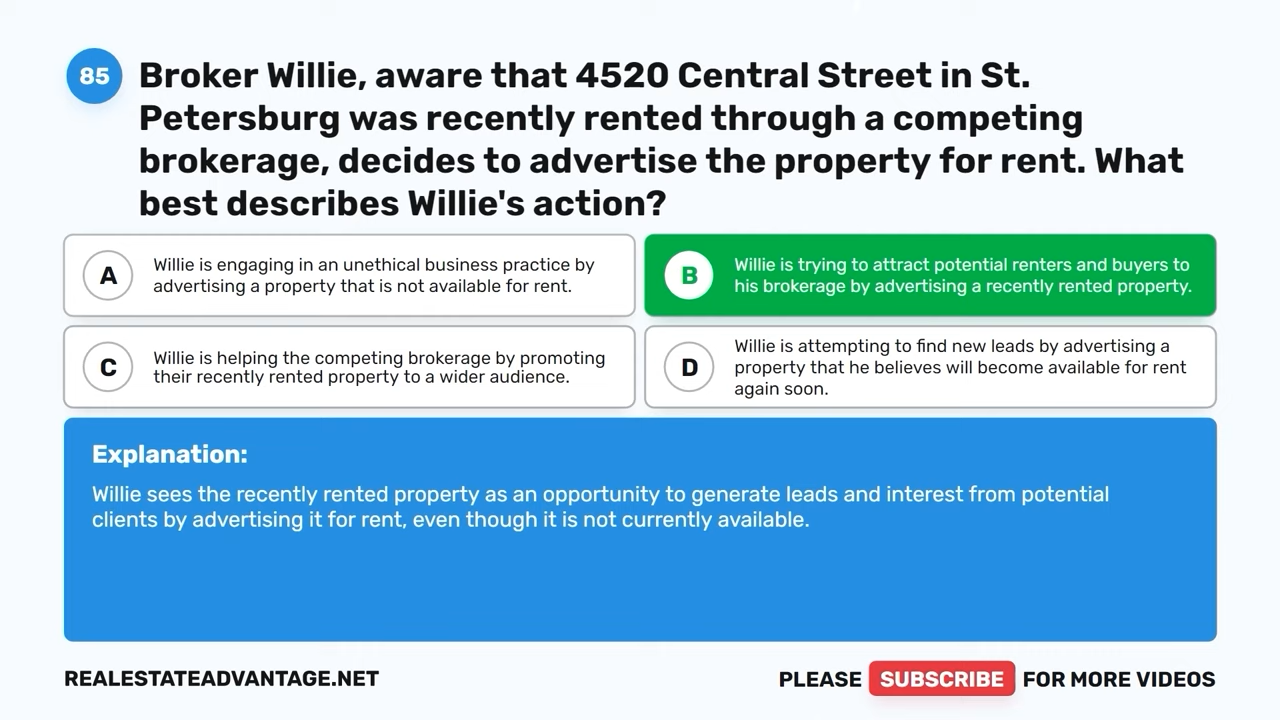 85
Broker Willie, aware that 4520 Central Street in St.
Petersburg was recently rented through a competing
brokerage, decides to advertise the property for rent. What
best describes Willie's action?
A
Willie is engaging in an unethical business practice by
advertising a property that is not available for rent.
B
Willie is trying to attract potential renters and buyers to
his brokerage by advertising a recently rented property.
C
Willie is helping the competing brokerage by promoting
their recently rented property to a wider audience.
D
Willie is attempting to find new leads by advertising a
property that he believes will become available for rent
again soon.
Explanation:
Willie sees the recently rented property as an opportunity to generate leads and interest from potential
clients by advertising it for rent, even though it is not currently available.
REALESTATEADVANTAGE.NET
PLEASE SUBSCRIBE FOR MORE VIDEOS